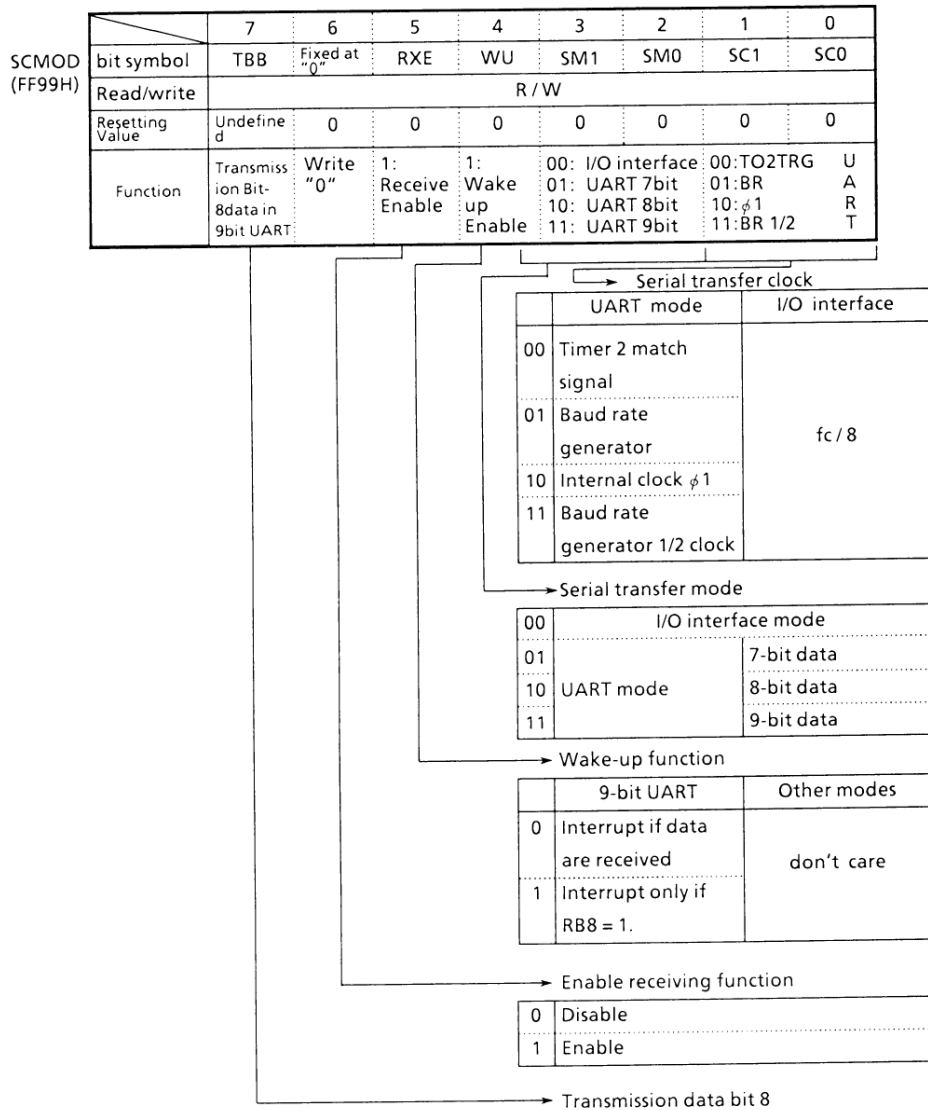 7 6 5 4 3 2 1 0
SCMOD (FF99H) bit symbol TBB Fixed at "0" RXE WU SM1 SM0 SC1 SC0
Read/write R / W
Resetting Value Undefined 0 0 0 0 0 0 0
Function
Transmiss
ion Bit-
8data in
9bit UART
Write
"0"
1:
Receive
Enable
1:
Wake
up
Enable
00: I/O interface
01: UART 7bit
10: UART 8bit
11: UART 9bit
00:TO2TRG
01:BR
10:ϕ1
11:BR 1/2
U
A
R
T
Serial transfer clock
UART mode I/O interface
00 Timer 2 match
signal
01 Baud rate
generator
10 Internal clock ϕ1
11 Baud rate
generator 1/2 clock
fc / 8
Serial transfer mode
00 I/O interface mode
01 7-bit data
10 UART mode 8-bit data
11 9-bit data
Wake-up function
9-bit UART Other modes
0 Interrupt if data
are received
1 Interrupt only if
RB8 = 1.
don't care
Enable receiving function
0 Disable
1 Enable
Transmission data bit 8